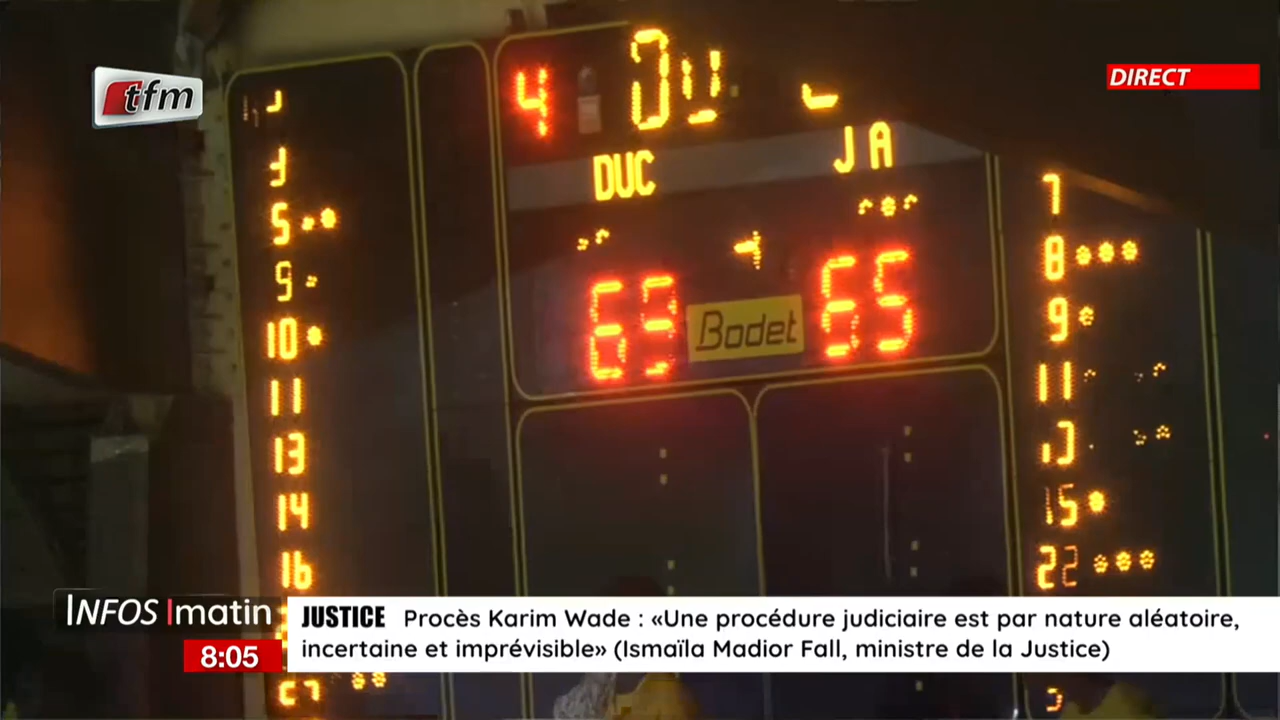 tfm
DIRECT
4
DUC
J A
63
Bodet
65
5
9
10
11
13
14
16
7
8
9
11
15
22
INFOS matin
8:05
JUSTICE Procès Karim Wade : «Une procédure judiciaire est par nature aléatoire,
incertaine et imprévisible» (Ismaïla Madior Fall, ministre de la Justice)